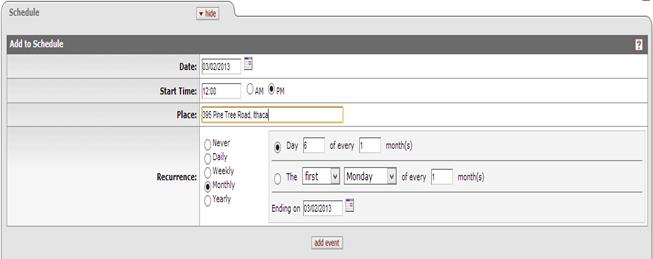 Schedule hide
Add to Schedule ?
Date: 03/02/2013
Start Time: 12:00 AM PM
Place: 395 Pine Tree Road, Ithaca
Recurrence:
Never
Daily
Weekly
Monthly
Yearly
Day 6 of every 1 month(s)
The first Monday of every 1 month(s)
Ending on 03/02/2013
add event